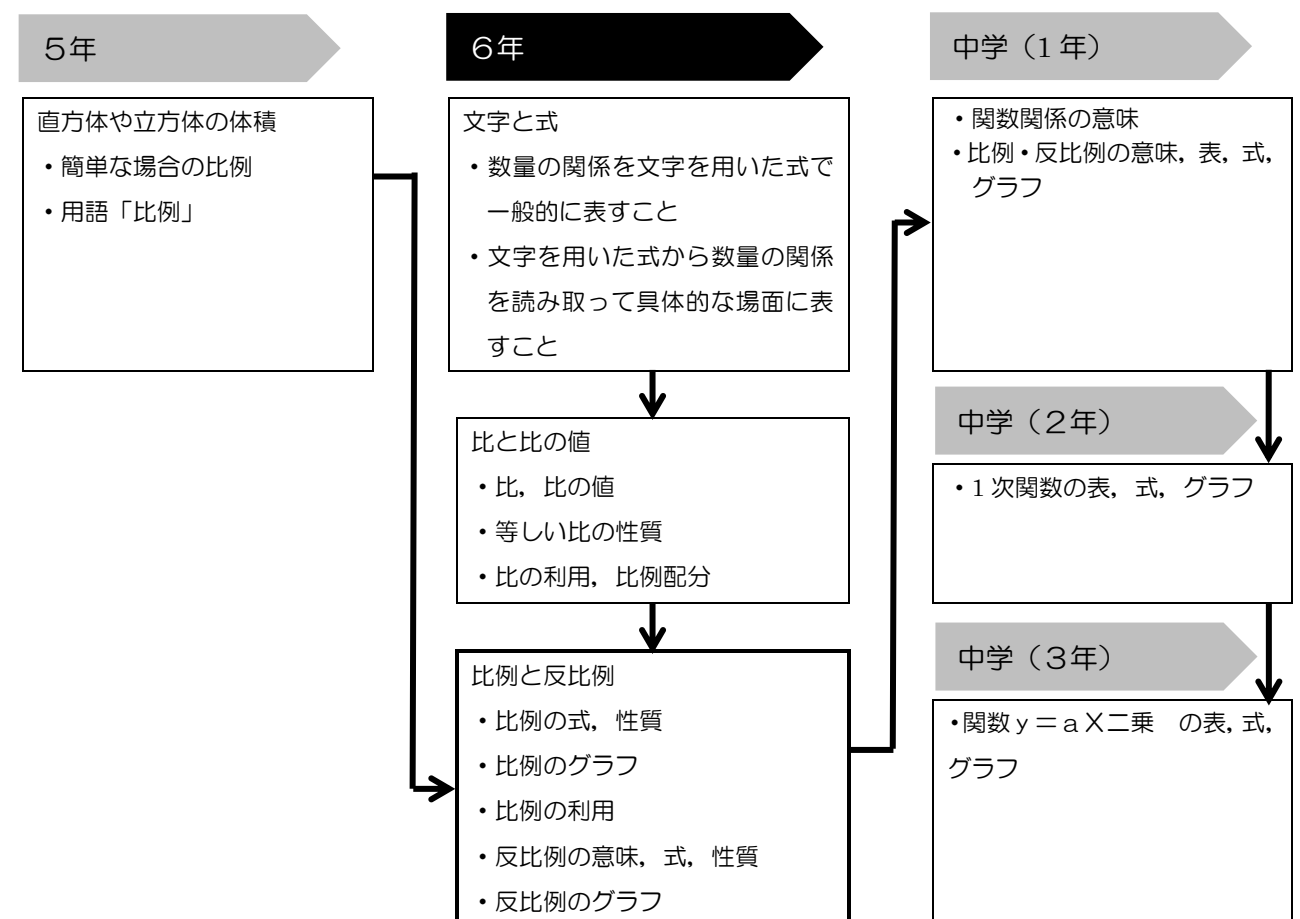 5年
直方体や立方体の体積
・簡単な場合の比例
・用語「比例」
6年
文字と式
・数量の関係を文字を用いた式で
一般的に表すこと
・文字を用いた式から数量の関係
を読み取って具体的な場面に表
すこと
比と比の値
・比，比の値
・等しい比の性質
・比の利用，比例配分
比例と反比例
・比例の式，性質
・比例のグラフ
・比例の利用
・反比例の意味，式，性質
・反比例のグラフ
中学（1年）
・関数関係の意味
・比例・反比例の意味，表，式，
グラフ
中学（２年）
・1次関数の表，式，グラフ
中学（３年）
・関数ｙ＝ａＸ二乗　の表，式，
グラフ